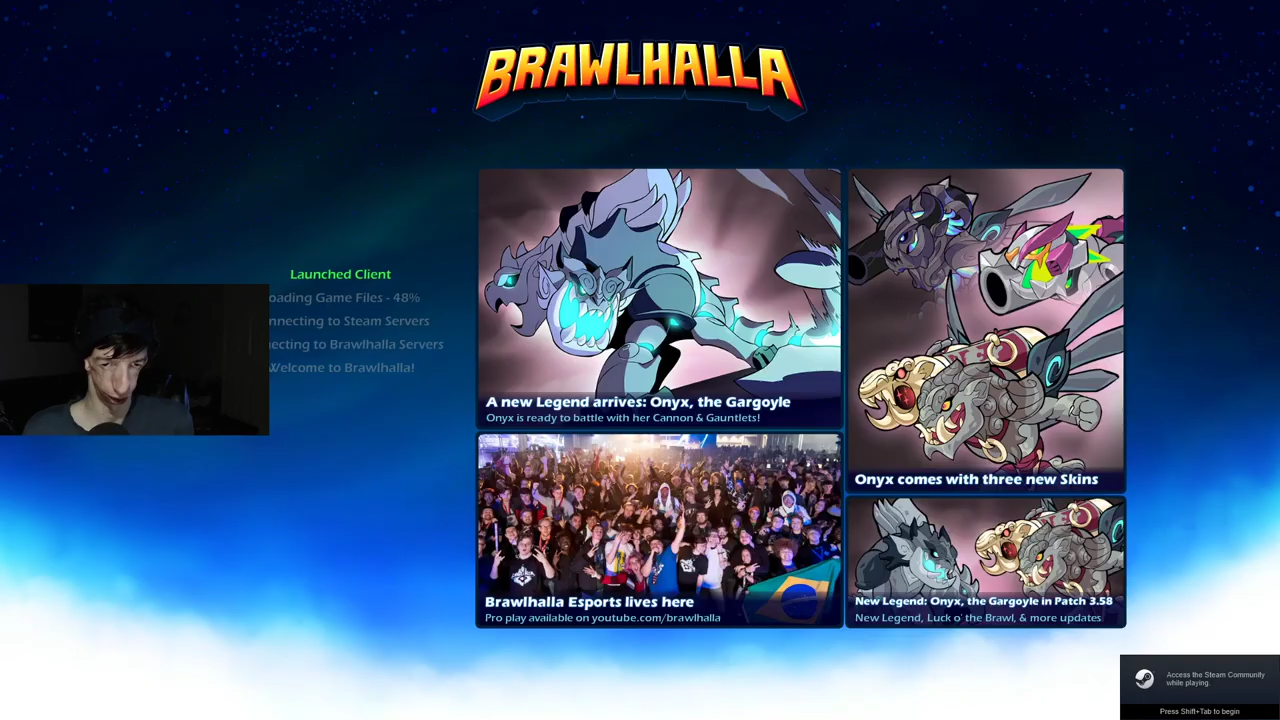 BRAWLHALLA
Launched Client
oading Game Files - 48%
nnecting to Steam Servers
ecting to Brawlhalla Servers
Welcome to Brawlhalla!
A new Legend arrives: Onyx, the Gargoyle
Onyx is ready to battle with her Cannon & Gauntlets!
Onyx comes with three new Skins
Brawlhalla Esports lives here
Pro play available on youtube.com/brawlhalla
New Legend: Onyx, the Gargoyle in Patch 3.58
New Legend, Luck o' the Brawl, & more updates
Access the Steam Community
while playing.
Press Shift+Tab to begin